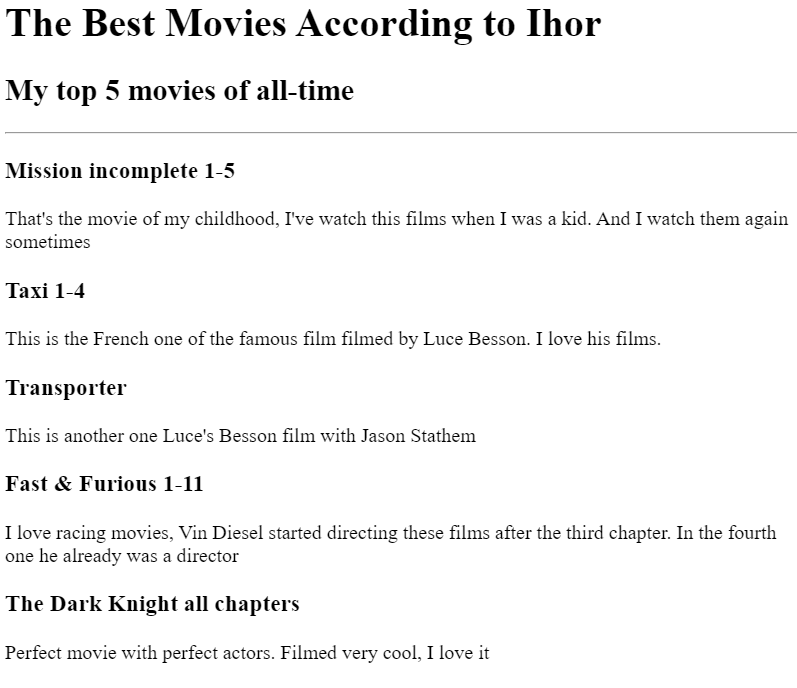 The Best Movies According to Ihor
My top 5 movies of all-time
Mission incomplete 1-5
That's the movie of my childhood, I've watch this films when I was a kid. And I watch them again
sometimes
Taxi 1-4
This is the French one of the famous film filmed by Luce Besson. I love his films.
Transporter
This is another one Luce's Besson film with Jason Stathem
Fast & Furious 1-11
I love racing movies, Vin Diesel started directing these films after the third chapter. In the fourth
one he already was a director
The Dark Knight all chapters
Perfect movie with perfect actors. Filmed very cool, I love it